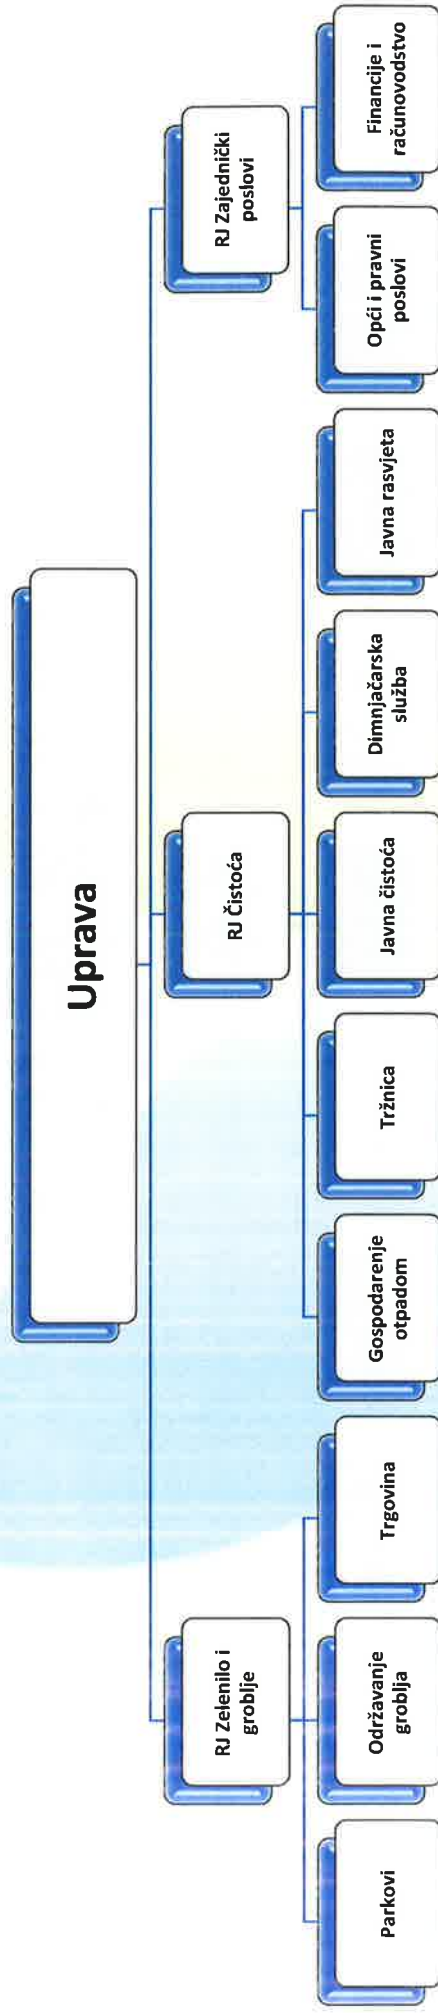 Uprava
RJ Zelenilo i
groblje
RJ Čistoća
RJ Zajednički
poslovi
Parkovi
Održavanje
groblja
Trgovina
Gospodarenje
otpadom
Tržnica
Javna čistoća
Dimnjačarska
služba
Javna rasvjeta
Opći i pravni
poslovi
Financije i
računovodstvo